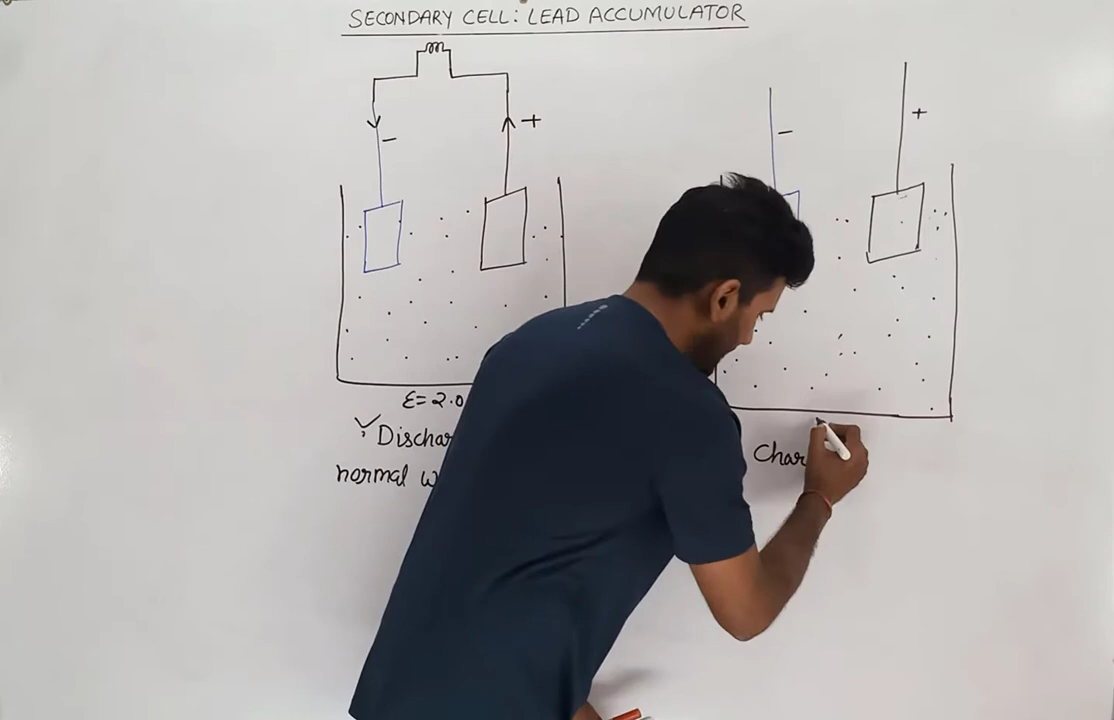 SECONDARY CELL: LEAD ACCUMULATOR
+
−
−
+
Ɛ= 2.0
Dischar
normal w
Char